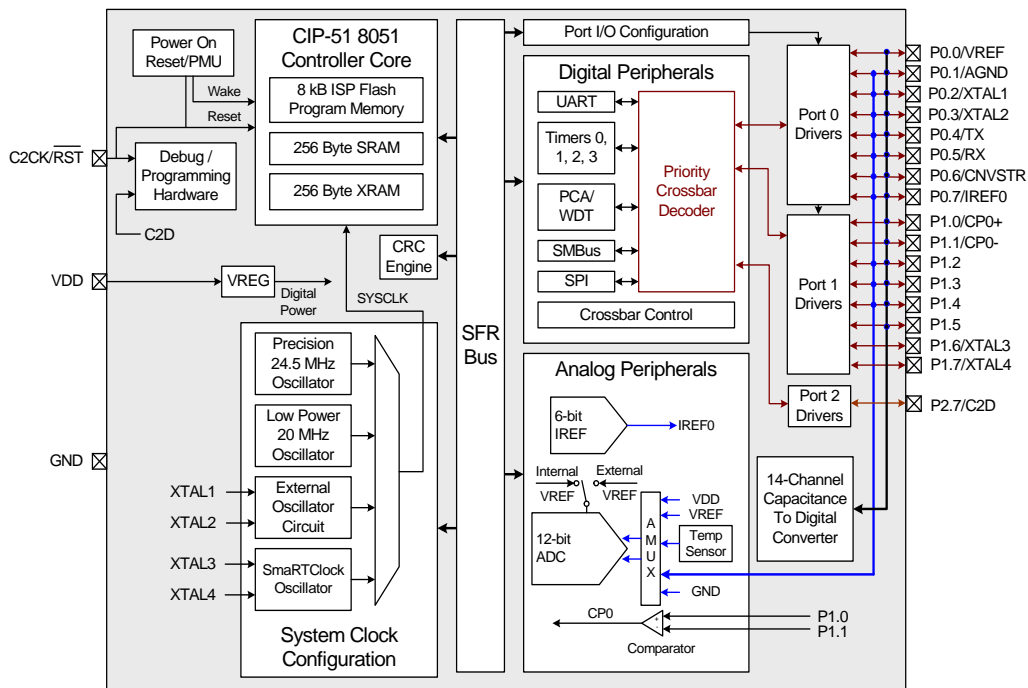 Power On
Reset/PMU
Wake
Reset
C2CK/RST
Debug /
Programming
Hardware
C2D
VDD
VREG
Digital
Power
GND
CIP-51 8051
Controller Core
8 kB ISP Flash
Program Memory
256 Byte SRAM
256 Byte XRAM
CRC
Engine
SYSCLK
Precision
24.5 MHz
Oscillator
Low Power
20 MHz
Oscillator
External
Oscillator
Circuit
SmaRTClock
Oscillator
XTAL1
XTAL2
XTAL3
XTAL4
System Clock
Configuration
SFR
Bus
Port I/O Configuration
Digital Peripherals
UART
Timers 0,
1, 2, 3
PCA/
WDT
SMBus
SPI
Priority
Crossbar
Decoder
Crossbar Control
Analog Peripherals
6-bit
IREF
IREF0
Internal
VREF
External
VREF
12-bit
ADC
A
M
U
X
VDD
VREF
Temp
Sensor
GND
CP0
+
-
Comparator
P1.0
P1.1
Port 0
Drivers
Port 1
Drivers
Port 2
Drivers
14-Channel
Capacitance
To Digital
Converter
P0.0/VREF
P0.1/AGND
P0.2/XTAL1
P0.3/XTAL2
P0.4/TX
P0.5/RX
P0.6/CNVSTR
P0.7/IREF0
P1.0/CP0+
P1.1/CP0-
P1.2
P1.3
P1.4
P1.5
P1.6/XTAL3
P1.7/XTAL4
P2.7/C2D